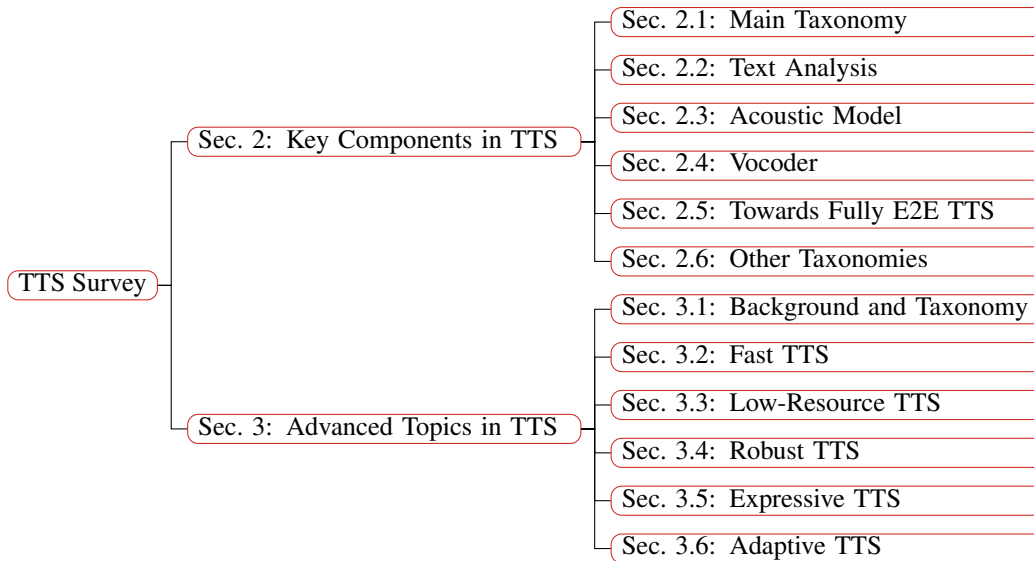 TTS Survey
Sec. 2: Key Components in TTS
Sec. 2.1: Main Taxonomy
Sec. 2.2: Text Analysis
Sec. 2.3: Acoustic Model
Sec. 2.4: Vocoder
Sec. 2.5: Towards Fully E2E TTS
Sec. 2.6: Other Taxonomies
Sec. 3: Advanced Topics in TTS
Sec. 3.1: Background and Taxonomy
Sec. 3.2: Fast TTS
Sec. 3.3: Low-Resource TTS
Sec. 3.4: Robust TTS
Sec. 3.5: Expressive TTS
Sec. 3.6: Adaptive TTS